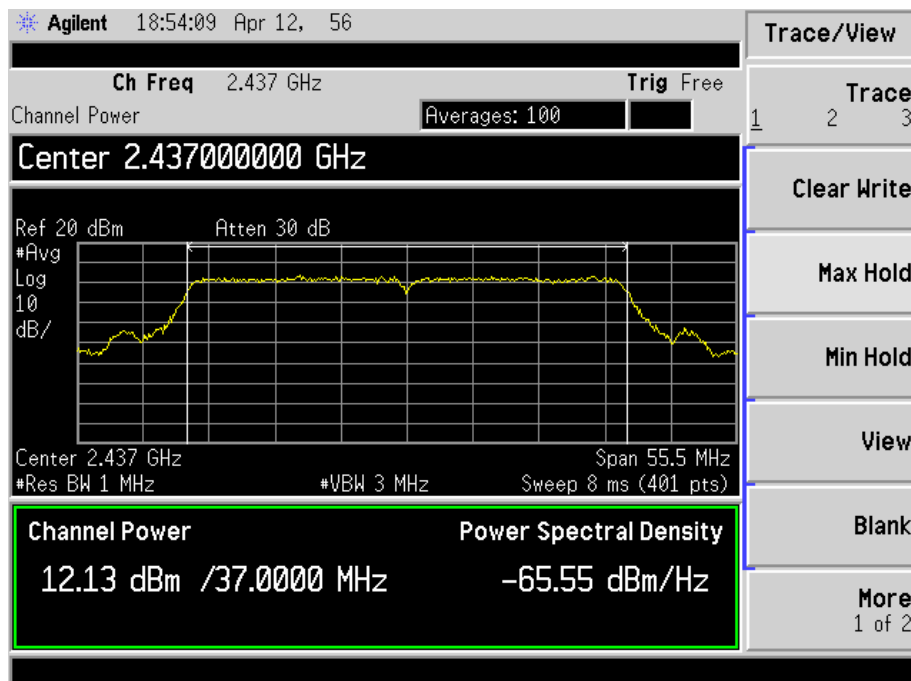 Agilent 18:54:09 Apr 12, 56
Trace/View
Ch Freq 2.437 GHz Trig Free
Channel Power
Averages: 100
Trace
1 2 3
Center 2.437000000 GHz
Clear Write
Ref 20 dBm Atten 30 dB
#Avg
Log
10
dB/
Max Hold
Min Hold
View
Center 2.437 GHz Span 55.5 MHz
#Res BW 1 MHz #VBW 3 MHz Sweep 8 ms (401 pts)
Channel Power Power Spectral Density
12.13 dBm /37.0000 MHz -65.55 dBm/Hz
Blank
More
1 of 2